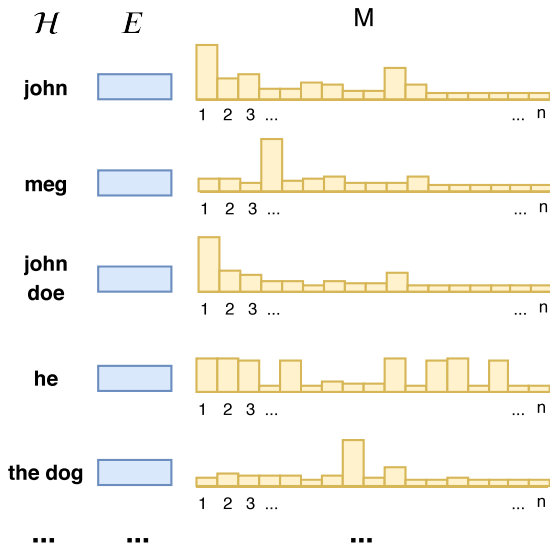 H E M
john
1 2 3 ... ... n
meg
1 2 3 ... ... n
john
doe
1 2 3 ... ... n
he
1 2 3 ... ... n
the dog
1 2 3 ... ... n
... ... ...